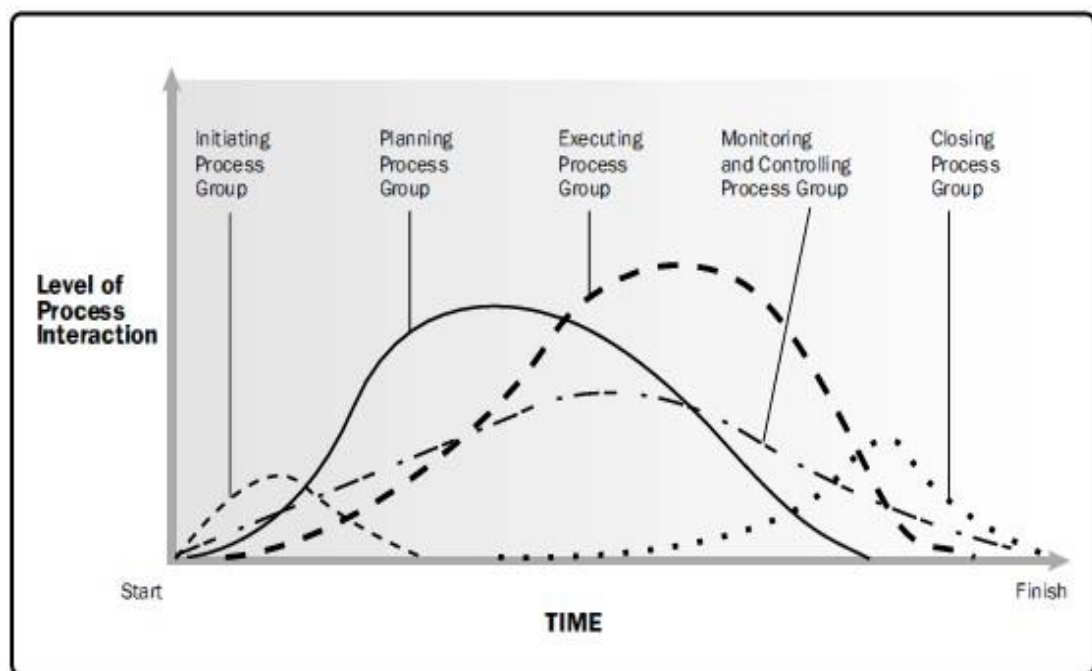 Initiating
Process
Group
Planning
Process
Group
Executing
Process
Group
Monitoring
and Controlling
Process Group
Closing
Process
Group
Level of
Process
Interaction
Start
Finish
TIME